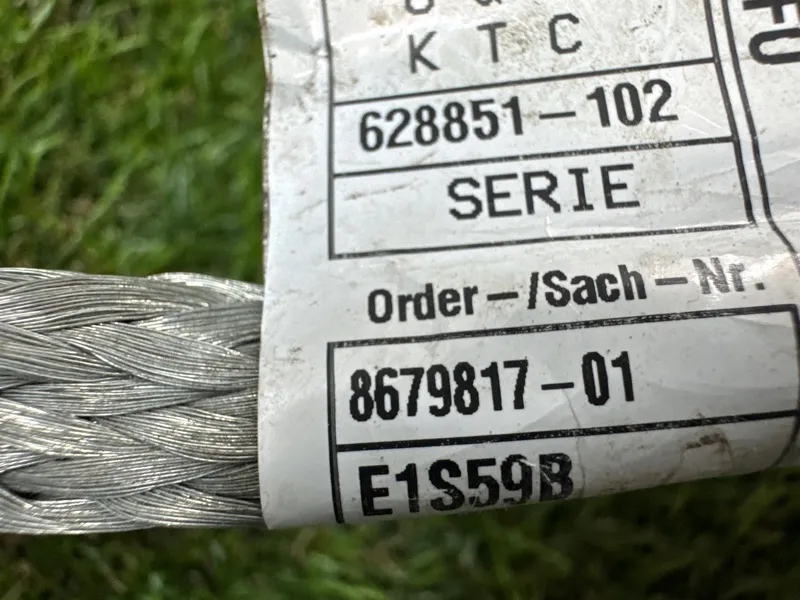 K T C
628851-102
SERIE
Order-/Sach-Nr.
8679817-01
E1S59B